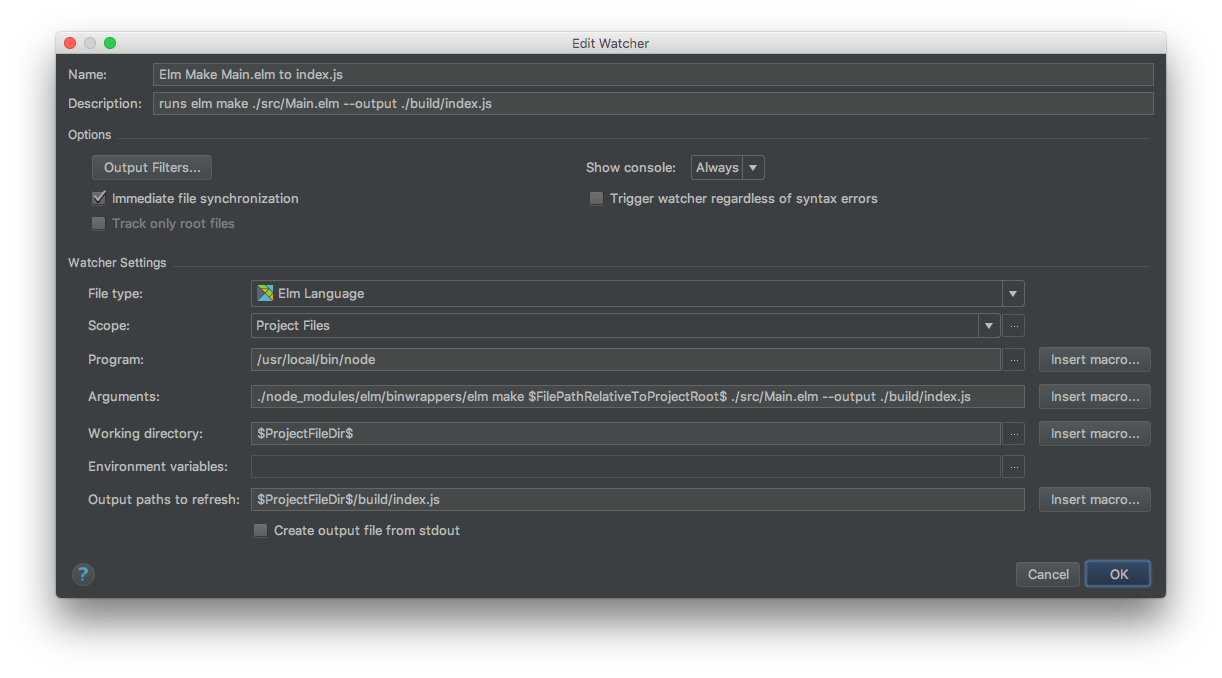 Edit Watcher
Name: Elm Make Main.elm to index.js
Description: runs elm make ./src/Main.elm --output ./build/index.js
Options
Output Filters... Show console: Always
Immediate file synchronization Trigger watcher regardless of syntax errors
Track only root files
Watcher Settings
File type: Elm Language
Scope: Project Files ...
Program: /usr/local/bin/node ... Insert macro...
Arguments: ./node_modules/elm/binwrappers/elm make $FilePathRelativeToProjectRoot$ ./src/Main.elm --output ./build/index.js Insert macro...
Working directory: $ProjectFileDir$ ... Insert macro...
Environment variables: ...
Output paths to refresh: $ProjectFileDir$/build/index.js Insert macro...
Create output file from stdout
? Cancel OK